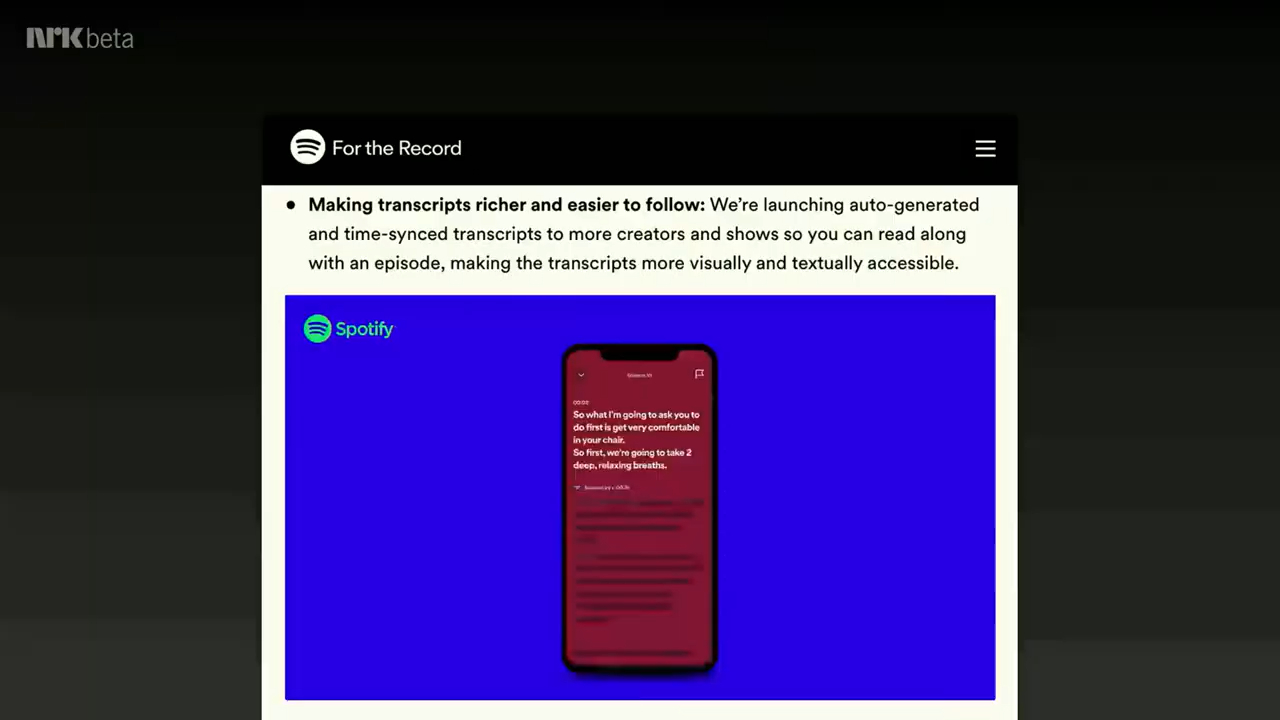 NRK beta
For the Record
• Making transcripts richer and easier to follow: We're launching auto-generated
and time-synced transcripts to more creators and shows so you can read along
with an episode, making the transcripts more visually and textually accessible.
Spotify
00:00
So what I'm going to ask you to
do first is get very comfortable
in your chair.
So first, we're going to take 2
deep, relaxing breaths.